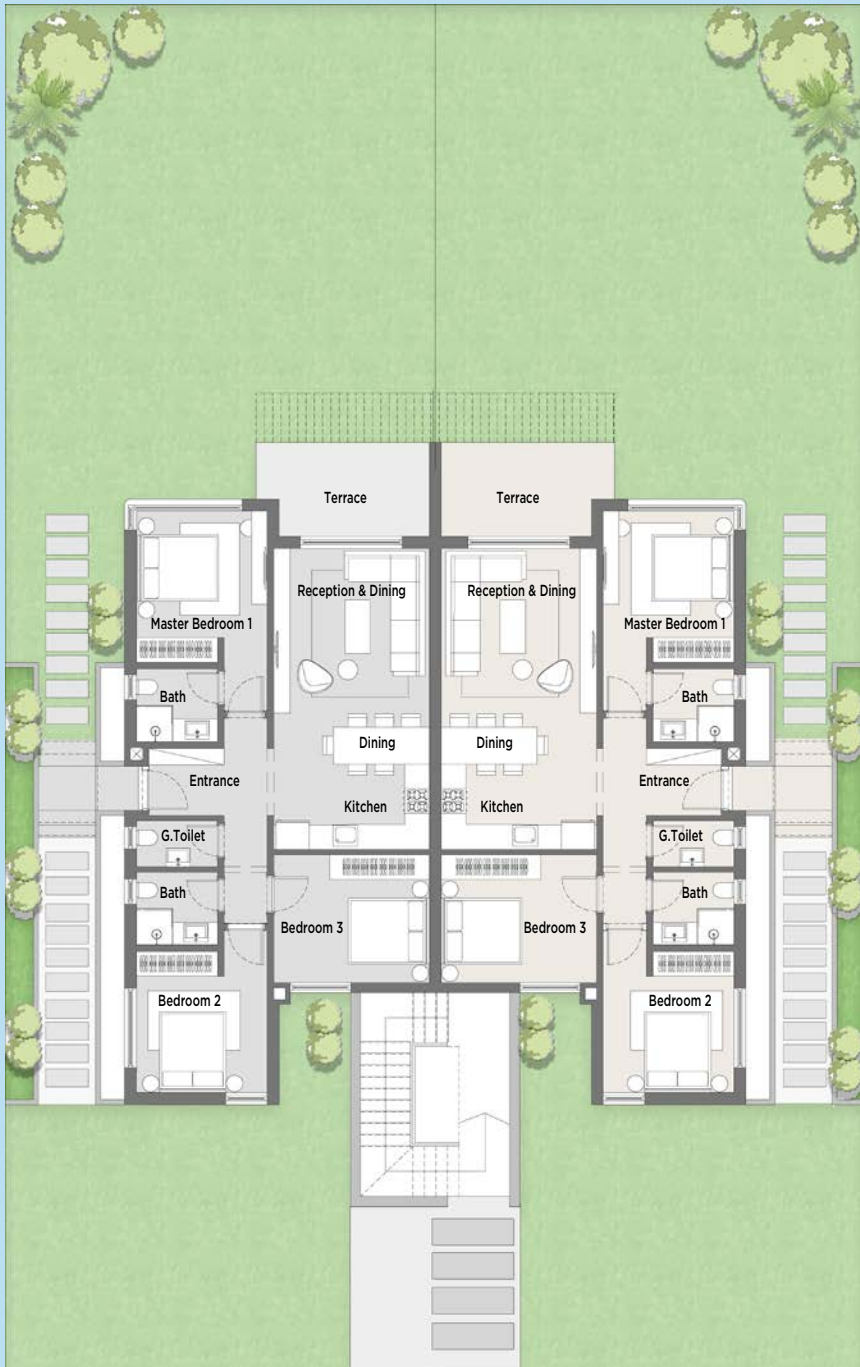 Terrace
Terrace
Reception & Dining
Reception & Dining
Master Bedroom 1
Master Bedroom 1
Bath
Bath
Dining
Dining
Entrance
Entrance
Kitchen
Kitchen
G.Toilet
G.Toilet
Bath
Bath
Bedroom 3
Bedroom 3
Bedroom 2
Bedroom 2